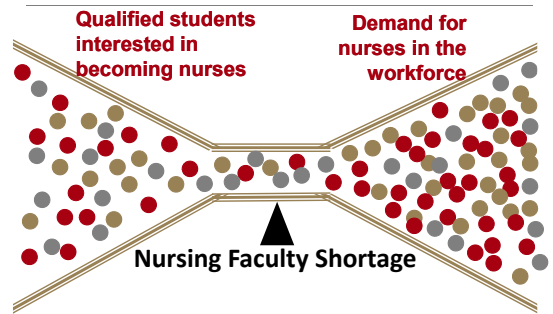 Qualified students
interested in
becoming nurses
Demand for
nurses in the
workforce
Nursing Faculty Shortage